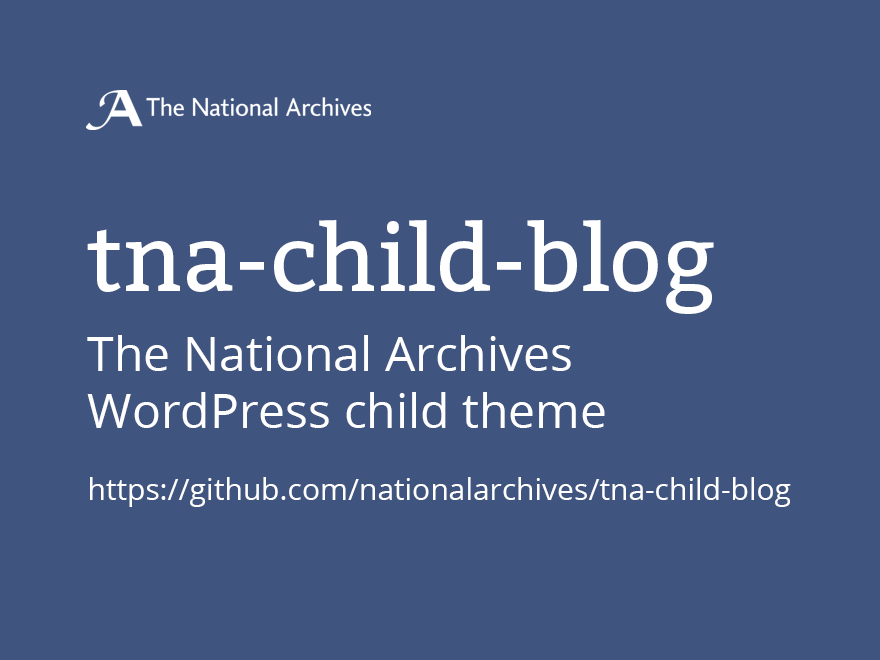 The National Archives
tna-child-blog
The National Archives
WordPress child theme
https://github.com/nationalarchives/tna-child-blog